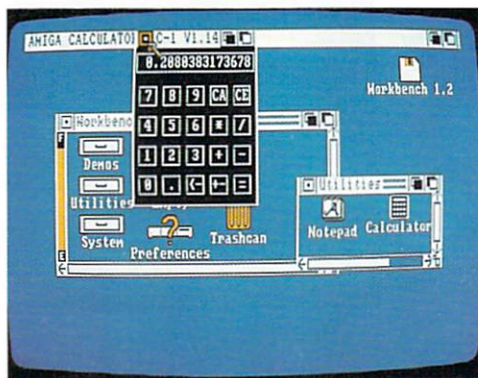 AMIGA CALCULATO
C-1 V1.14
0.2080383173678
7 8 9 CA CE
4 5 6 * /
1 2 3 + -
0 . <- +- =
Workbench 1.2
Workbenc
F
Demos
Utilities
System
E
Preferences
Trashcan
Utilities
Notepad
Calculator